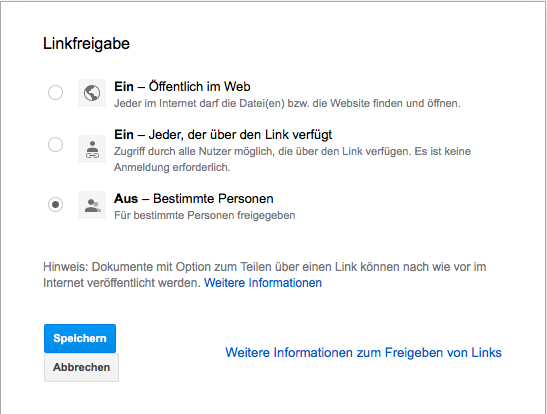 Linkfreigabe
Ein – Öffentlich im Web
Jeder im Internet darf die Datei(en) bzw. die Website finden und öffnen.
Ein – Jeder, der über den Link verfügt
Zugriff durch alle Nutzer möglich, die über den Link verfügen. Es ist keine
Anmeldung erforderlich.
Aus – Bestimmte Personen
Für bestimmte Personen freigegeben
Hinweis: Dokumente mit Option zum Teilen über einen Link können nach wie vor im
Internet veröffentlicht werden. Weitere Informationen
Speichern
Abbrechen
Weitere Informationen zum Freigeben von Links